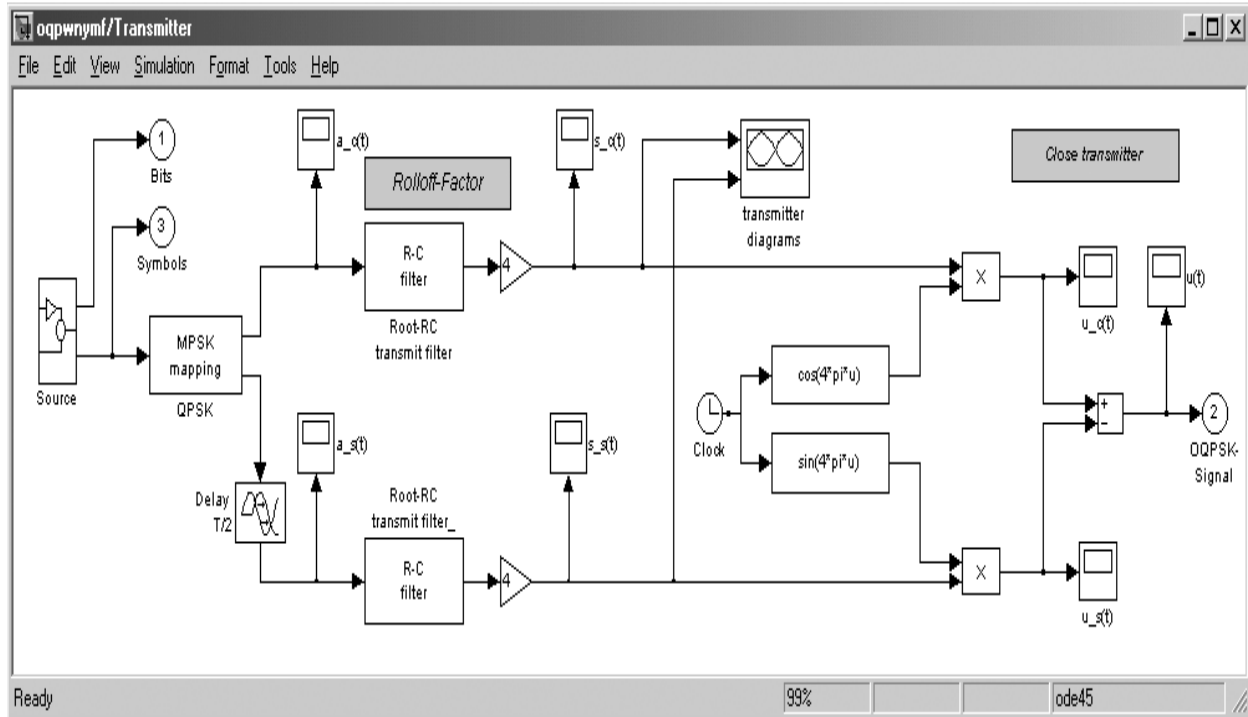 oqpwnymf/Transmitter
File Edit View Simulation Format Tools Help
1
Bits
3
Symbols
Source
MPSK
mapping
QPSK
Delay
T/2
a_c(t)
Rolloff-Factor
R-C
filter
Root-RC
transmit filter
4
s_c(t)
transmitter
diagrams
Close transmitter
a_s(t)
Root-RC
transmit filter_
R-C
filter
4
s_s(t)
Clock
cos(4*pi*u)
sin(4*pi*u)
X
u_c(t)
u(t)
+
-
2
OQPSK-
Signal
X
u_s(t)
Ready 99% ode45